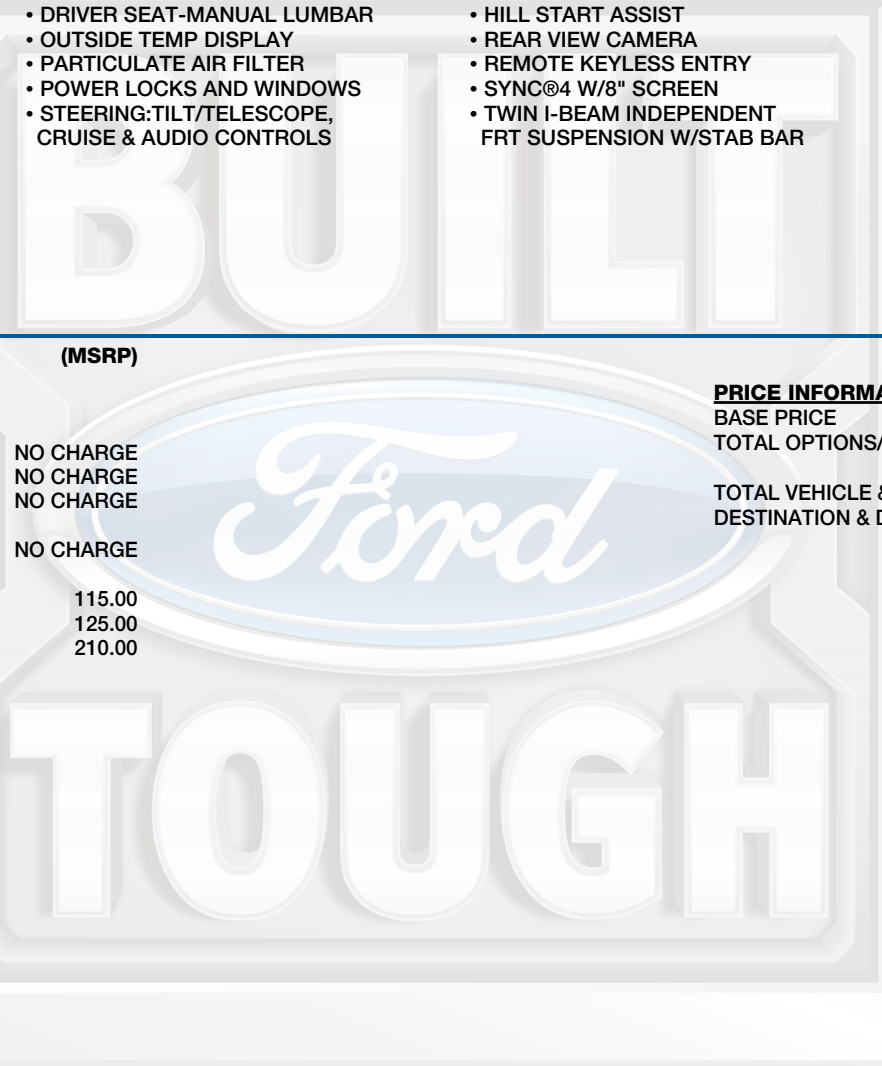 • DRIVER SEAT-MANUAL LUMBAR
• OUTSIDE TEMP DISPLAY
• PARTICULATE AIR FILTER
• POWER LOCKS AND WINDOWS
• STEERING:TILT/TELESCOPE,
CRUISE & AUDIO CONTROLS
• HILL START ASSIST
• REAR VIEW CAMERA
• REMOTE KEYLESS ENTRY
• SYNC®4 W/8" SCREEN
• TWIN I-BEAM INDEPENDENT
FRT SUSPENSION W/STAB BAR
BUILT
(MSRP)
NO CHARGE
NO CHARGE
NO CHARGE
NO CHARGE
115.00
125.00
210.00
Ford
PRICE INFORMA
BASE PRICE
TOTAL OPTIONS/
TOTAL VEHICLE &
DESTINATION & D
TOUGH